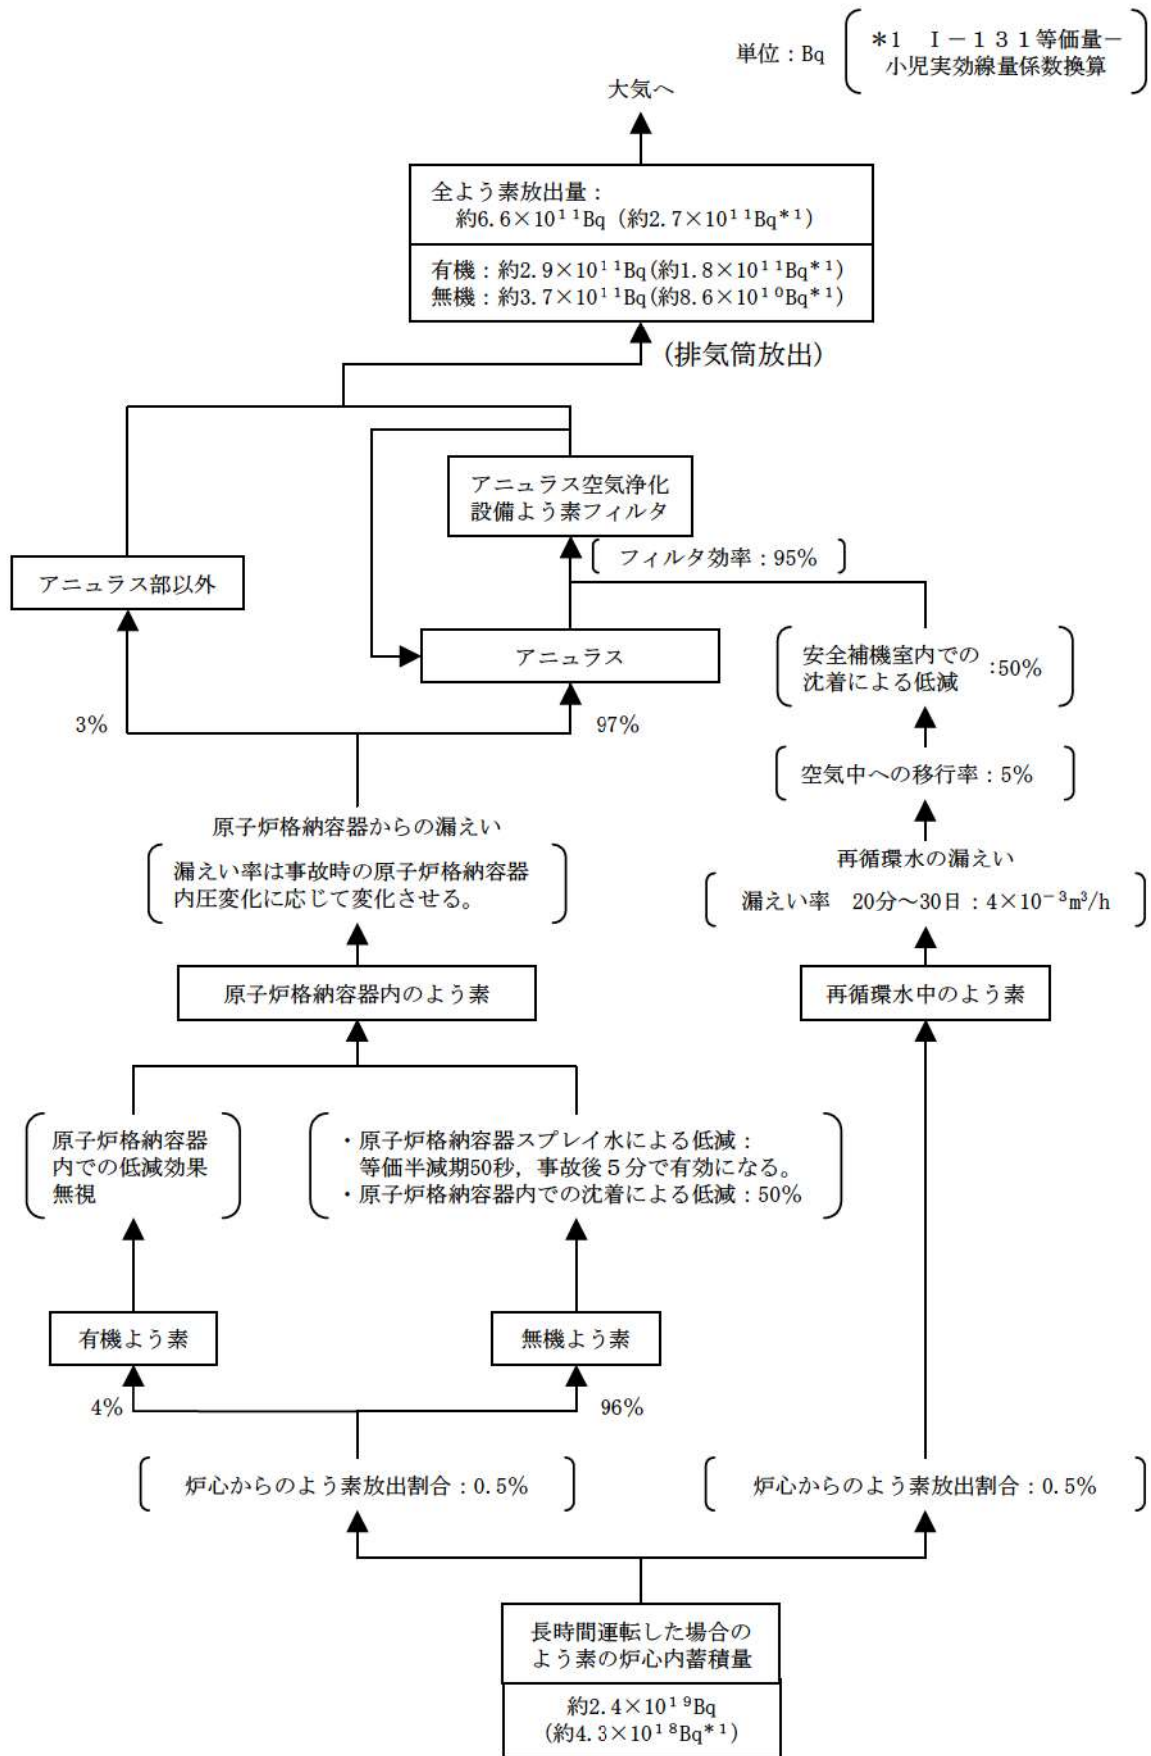 単位：Bq
＊1　Ｉ－１３１等価量－
小児実効線量係数換算
大気へ
全よう素放出量：
約6.6×10¹¹Bq（約2.7×10¹¹Bq*¹）
有機：約2.9×10¹¹Bq(約1.8×10¹¹Bq*¹)
無機：約3.7×10¹¹Bq(約8.6×10¹⁰Bq*¹)
(排気筒放出)
アニュラス空気浄化
設備よう素フィルタ
フィルタ効率：95%
アニュラス部以外
アニュラス
安全補機室内での
沈着による低減
:50%
3%
97%
空気中への移行率：5%
原子炉格納容器からの漏えい
漏えい率は事故時の原子炉格納容器
内圧変化に応じて変化させる。
再循環水の漏えい
漏えい率　20分～30日：4×10⁻³m³/h
原子炉格納容器内のよう素
再循環水中のよう素
原子炉格納容器
内での低減効果
無視
・原子炉格納容器スプレイ水による低減：
等価半減期50秒，事故後５分で有効になる。
・原子炉格納容器内での沈着による低減：50%
有機よう素
無機よう素
4%
96%
炉心からのよう素放出割合：0.5%
炉心からのよう素放出割合：0.5%
長時間運転した場合の
よう素の炉心内蓄積量
約2.4×10¹⁹Bq
(約4.3×10¹⁸Bq*¹)